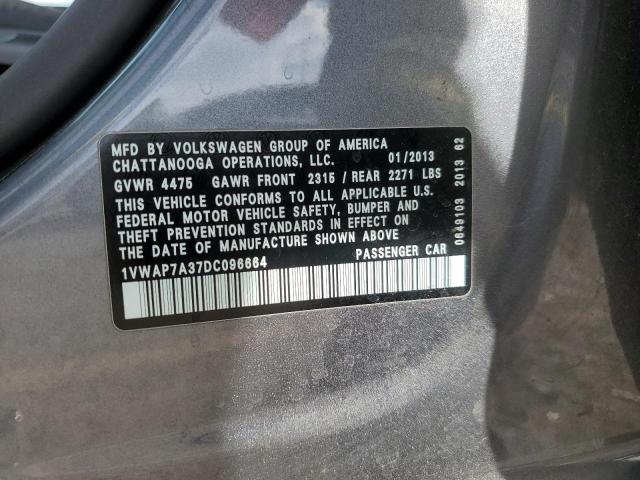 MFD BY VOLKSWAGEN GROUP OF AMERICA
CHATTANOOGA OPERATIONS, LLC. 01/2013
GVWR 4475 GAWR FRONT 2315 / REAR 2271 LBS
THIS VEHICLE CONFORMS TO ALL APPLICABLE U.S.
FEDERAL MOTOR VEHICLE SAFETY, BUMPER AND
THEFT PREVENTION STANDARDS IN EFFECT ON
THE DATE OF MANUFACTURE SHOWN ABOVE
1VWAP7A37DC096664 PASSENGER CAR
0649103 2013 62